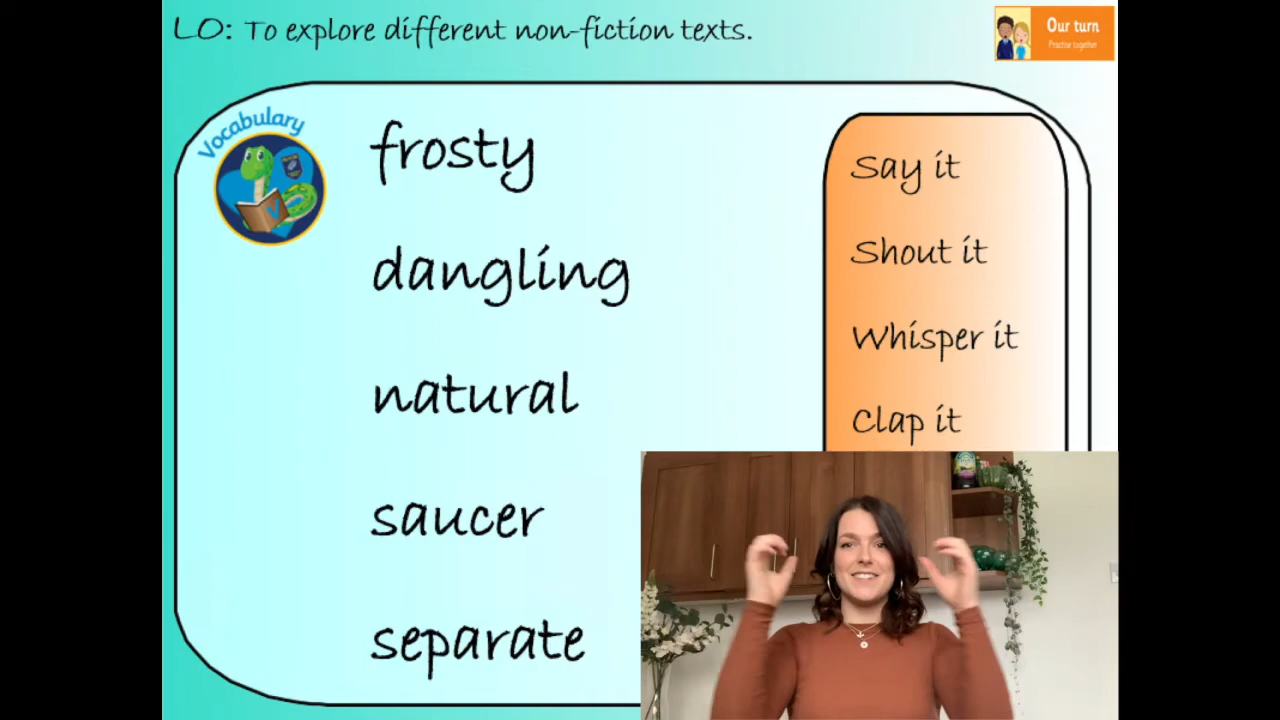 LO: To explore different non-fiction texts.
Our turn
Practise together
Vocabulary
frosty
dangling
natural
saucer
separate
Say it
Shout it
Whisper it
Clap it
V